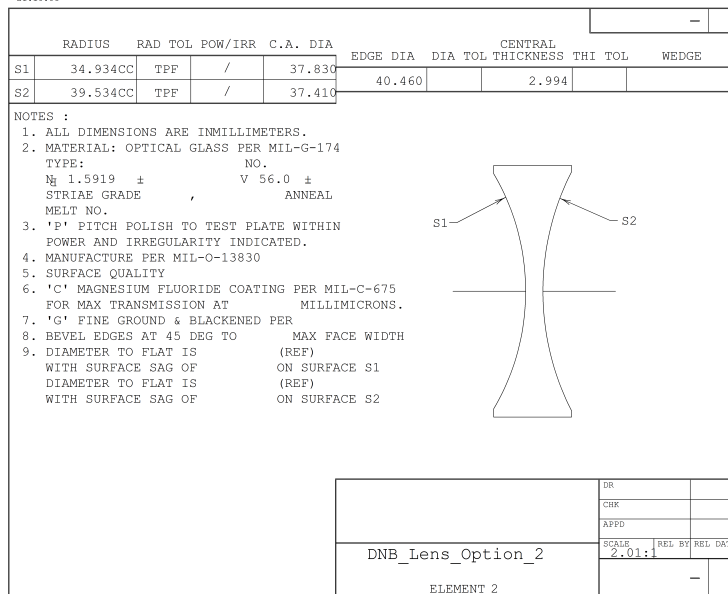 RADIUS RAD TOL POW/IRR C.A. DIA EDGE DIA DIA TOL CENTRAL THICKNESS THI TOL WEDGE
S1 34.934CC TPF / 37.830 40.460 2.994
S2 39.534CC TPF / 37.410
NOTES :
1. ALL DIMENSIONS ARE INMILLIMETERS.
2. MATERIAL: OPTICAL GLASS PER MIL-G-174
TYPE: NO.
Nd 1.5919 ± V 56.0 ±
STRIAE GRADE , ANNEAL
MELT NO.
3. 'P' PITCH POLISH TO TEST PLATE WITHIN
POWER AND IRREGULARITY INDICATED.
4. MANUFACTURE PER MIL-O-13830
5. SURFACE QUALITY
6. 'C' MAGNESIUM FLUORIDE COATING PER MIL-C-675
FOR MAX TRANSMISSION AT MILLIMICRONS.
7. 'G' FINE GROUND & BLACKENED PER
8. BEVEL EDGES AT 45 DEG TO MAX FACE WIDTH
9. DIAMETER TO FLAT IS (REF)
WITH SURFACE SAG OF ON SURFACE S1
DIAMETER TO FLAT IS (REF)
WITH SURFACE SAG OF ON SURFACE S2
S1 S2
DR
CHK
APPD
SCALE REL BY REL DAT
2.01:1
DNB_Lens_Option_2
ELEMENT 2